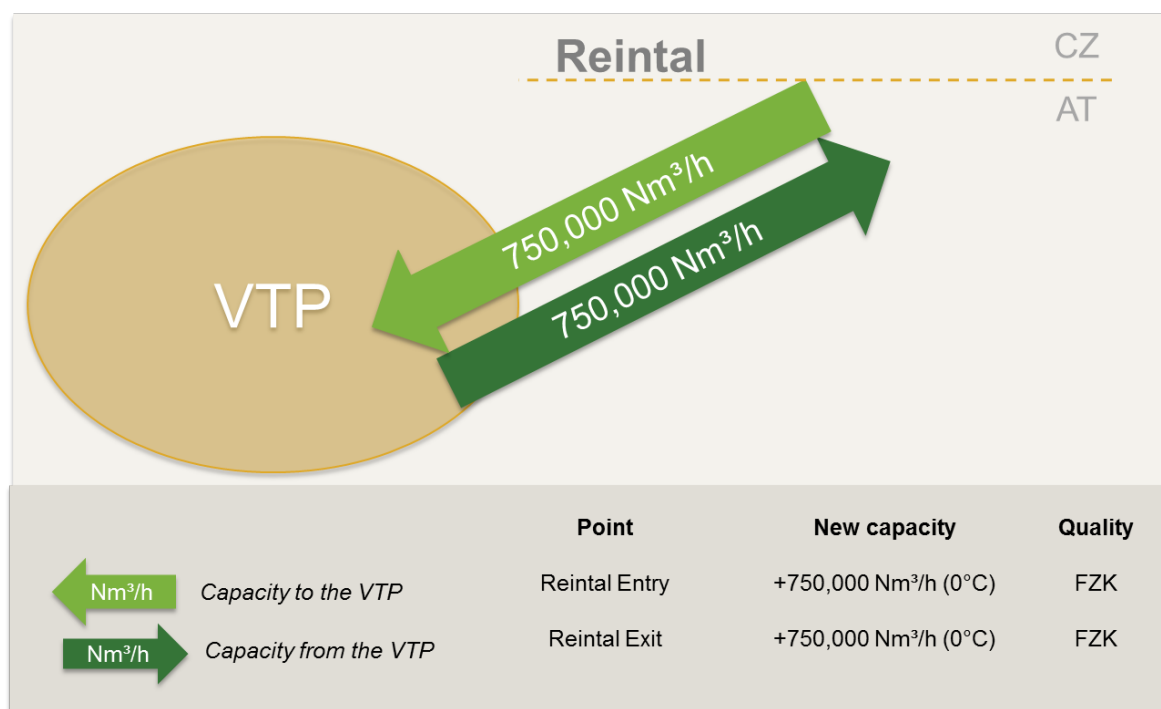 Reintal
CZ
AT
750,000 Nm³/h
750,000 Nm³/h
VTP
Point New capacity Quality
Nm³/h Capacity to the VTP Reintal Entry +750,000 Nm³/h (0°C) FZK
Nm³/h Capacity from the VTP Reintal Exit +750,000 Nm³/h (0°C) FZK